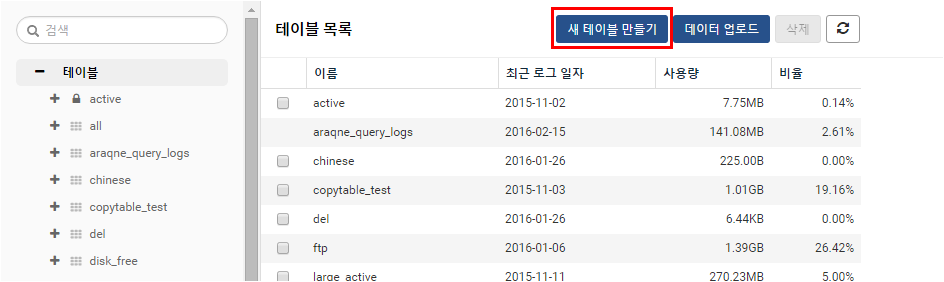 검색
테이블
active
all
araqne_query_logs
chinese
copytable_test
del
disk_free
테이블 목록
새 테이블 만들기 데이터 업로드 삭제
이름 최근 로그 일자 사용량 비율
active 2015-11-02 7.75MB 0.14%
araqne_query_logs 2016-02-15 141.08MB 2.61%
chinese 2016-01-26 225.00B 0.00%
copytable_test 2015-11-03 1.01GB 19.16%
del 2016-01-26 6.44KB 0.00%
ftp 2016-01-06 1.39GB 26.42%
large_active 2015-11-11 270.23MB 5.00%